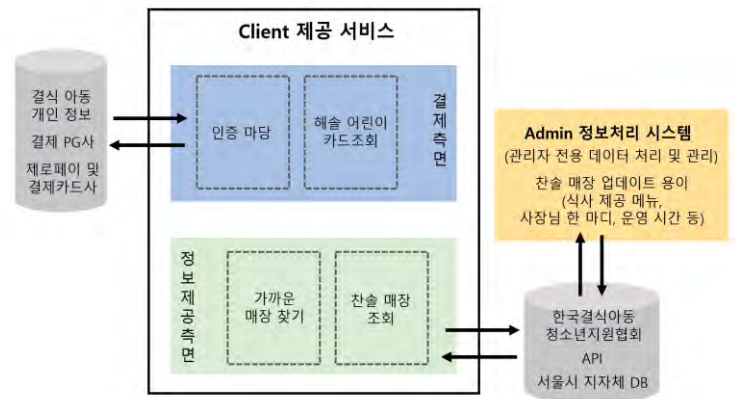 Client 제공 서비스
결식 아동
개인 정보
결제 PG사
제로페이 및
결제카드사
인증 마당
해솔 어린이
카드조회
결제측면
정보제공측면
가까운
매장 찾기
찬솔 매장
조회
Admin 정보처리 시스템
(관리자 전용 데이터 처리 및 관리)
찬솔 매장 업데이트 용이
(식사 제공 메뉴,
사장님 한 마디, 운영 시간 등)
한국결식아동
청소년지원협회
API
서울시 지자체 DB